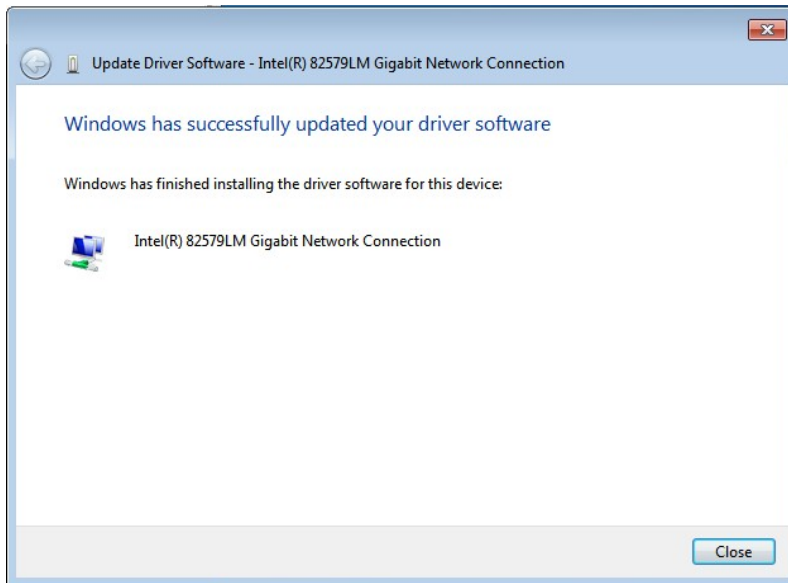 Update Driver Software - Intel(R) 82579LM Gigabit Network Connection
Windows has successfully updated your driver software
Windows has finished installing the driver software for this device:
Intel(R) 82579LM Gigabit Network Connection
Close